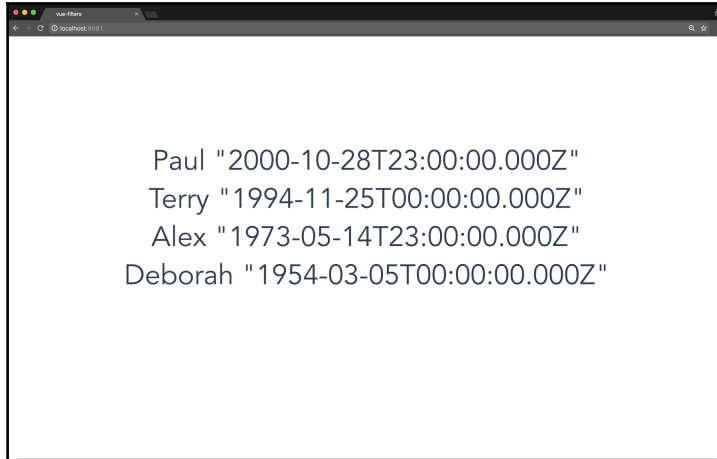 vue-filters
localhost:8081
Paul "2000-10-28T23:00:00.000Z"
Terry "1994-11-25T00:00:00.000Z"
Alex "1973-05-14T23:00:00.000Z"
Deborah "1954-03-05T00:00:00.000Z"